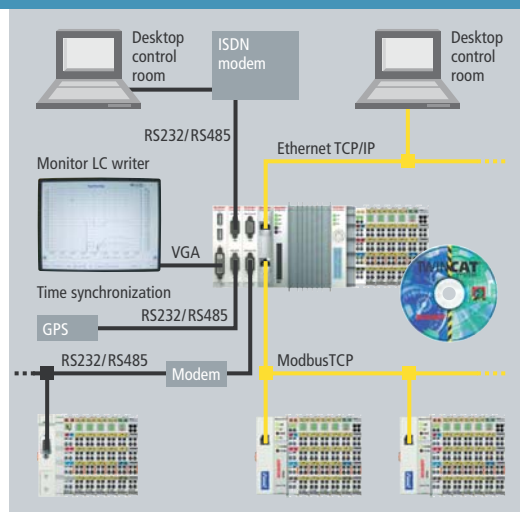 Desktop
control
room
ISDN
modem
Desktop
control
room
RS232/RS485
Ethernet TCP/IP
Monitor LC writer
VGA
Time synchronization
RS232/RS485
GPS
TWINCAT
RS232/RS485
Modem
ModbusTCP